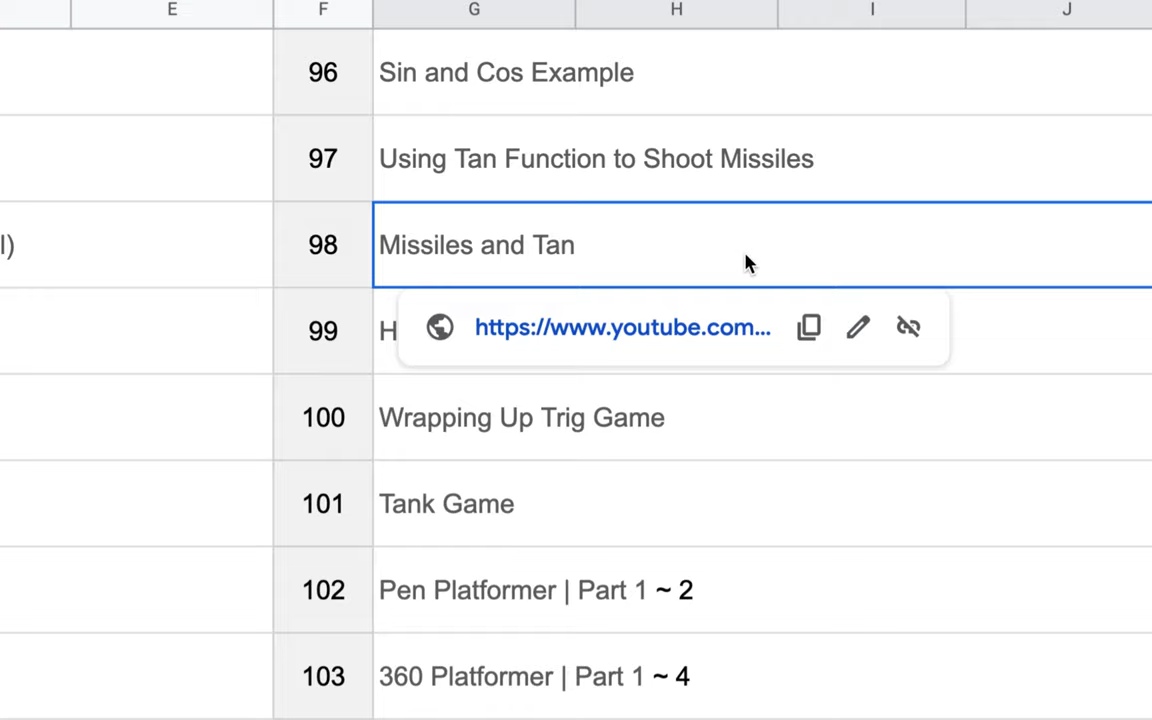 E F G H I J
96 Sin and Cos Example
97 Using Tan Function to Shoot Missiles
l) 98 Missiles and Tan
99 H https://www.youtube.com...
100 Wrapping Up Trig Game
101 Tank Game
102 Pen Platformer | Part 1 ~ 2
103 360 Platformer | Part 1 ~ 4